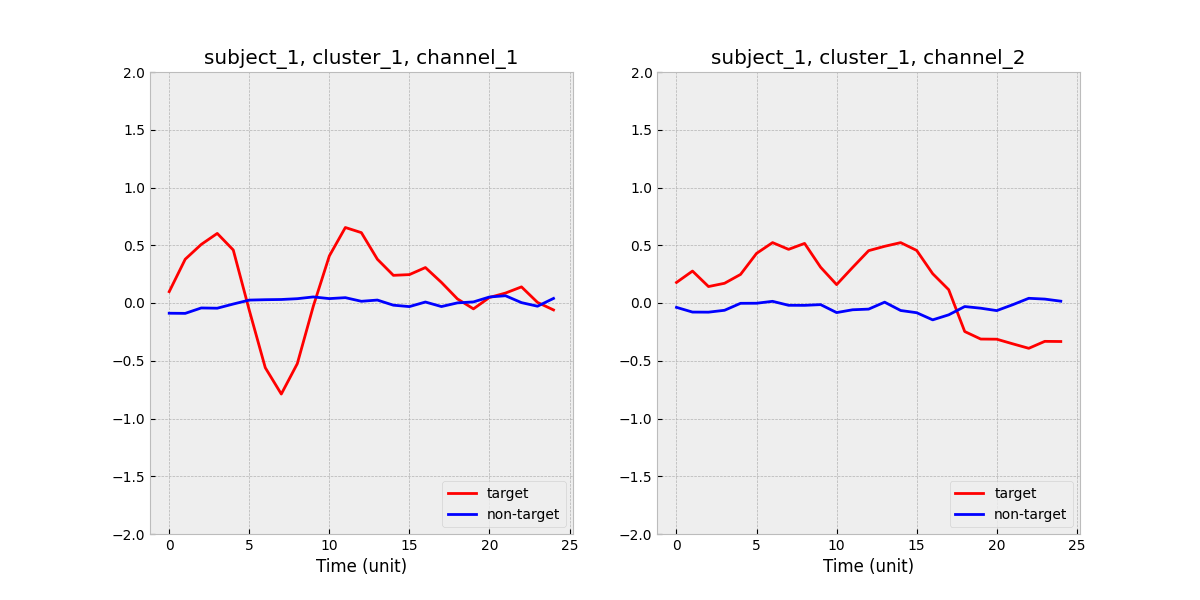 subject_1, cluster_1, channel_1
2.0
1.5
1.0
0.5
0.0
−0.5
−1.0
−1.5
−2.0
0 5 10 15 20 25
Time (unit)
target
non-target
subject_1, cluster_1, channel_2
2.0
1.5
1.0
0.5
0.0
−0.5
−1.0
−1.5
−2.0
0 5 10 15 20 25
Time (unit)
target
non-target